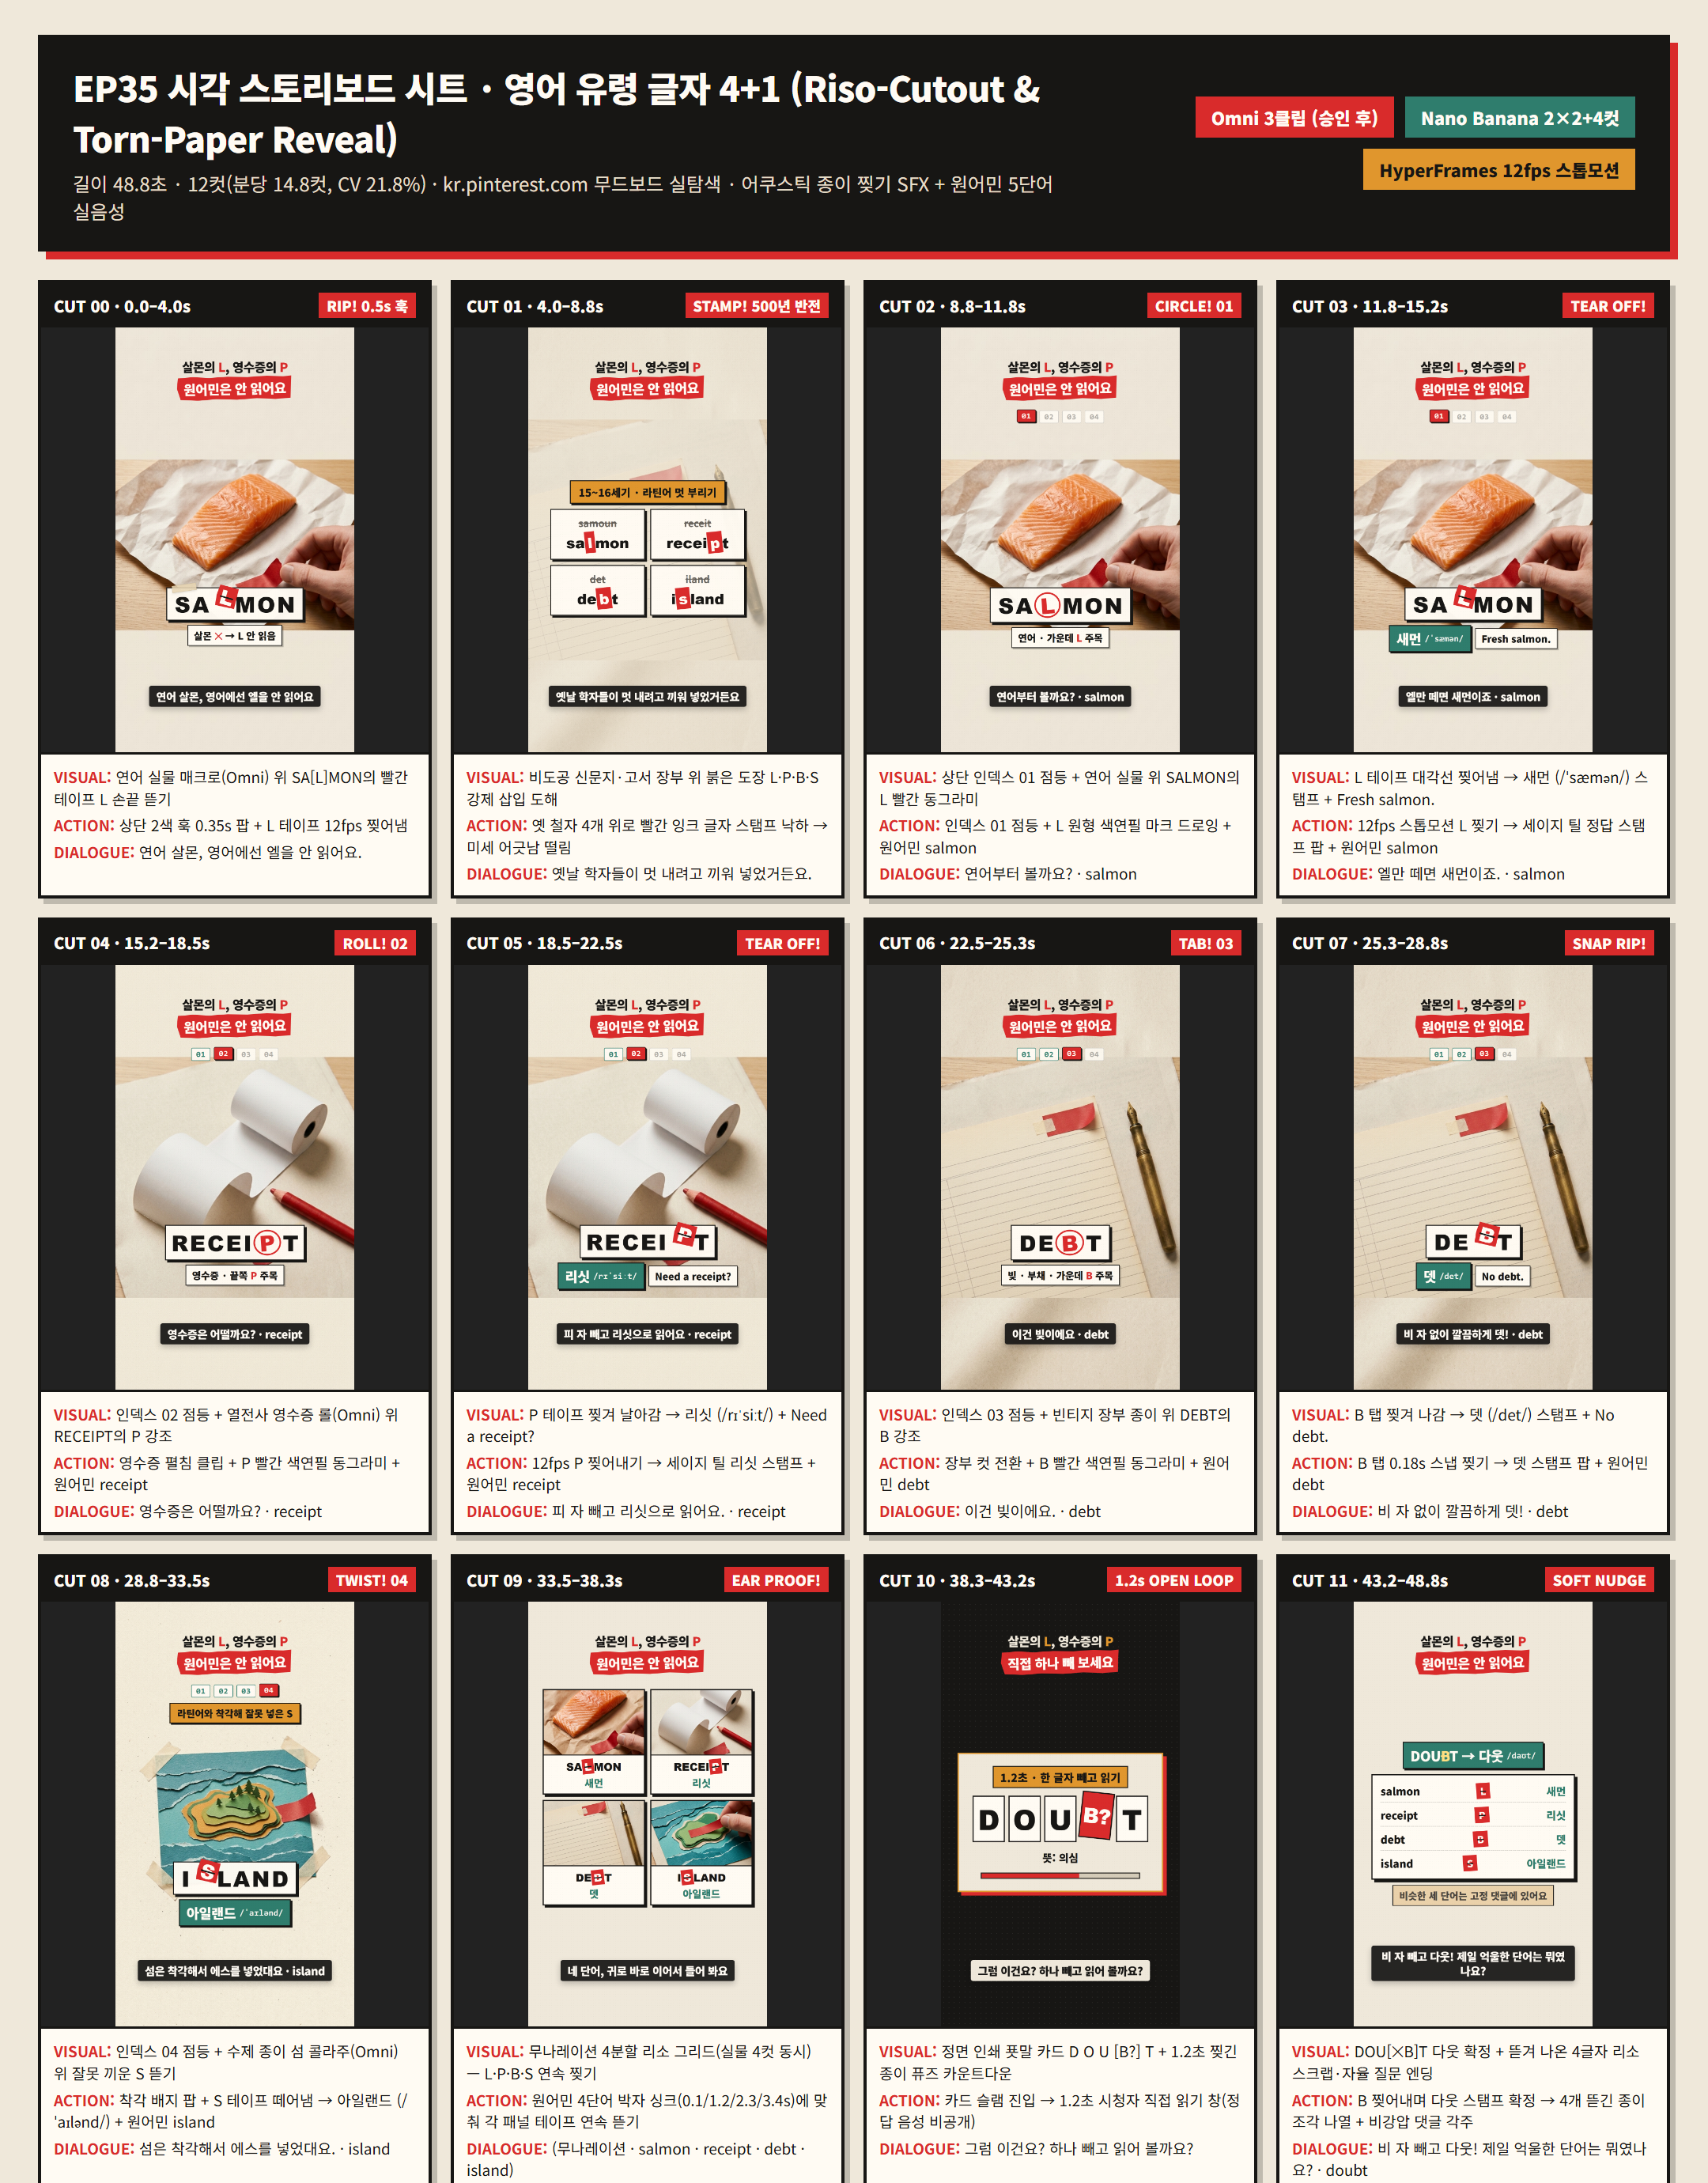 EP35 시각 스토리보드 시트 · 영어 유령 글자 4+1 (Riso-Cutout &
Torn-Paper Reveal)
길이 48.8초 · 12컷(분당 14.8컷, CV 21.8%) · kr.pinterest.com 무드보드 실탐색 · 어쿠스틱 종이 찢기 SFX + 원어민 5단어
실음성
Omni 3클립 (승인 후)
Nano Banana 2×2+4컷
HyperFrames 12fps 스톱모션
CUT 00 · 0.0–4.0s
RIP! 0.5s 훅
살몬의 L, 영수증의 P
원어민은 안 읽어요
SA L MON
살몬 ✕ → L 안 읽음
연어 살몬, 영어에선 엘을 안 읽어요
VISUAL: 연어 실물 매크로(Omni) 위 SA[L]MON의 빨간
테이프 L 손끝 뜯기
ACTION: 상단 2색 훅 0.35s 팝 + L 테이프 12fps 찢어냄
DIALOGUE: 연어 살몬, 영어에선 엘을 안 읽어요.
CUT 01 · 4.0–8.8s
STAMP! 500년 반전
살몬의 L, 영수증의 P
원어민은 안 읽어요
15~16세기 · 라틴어 멋 부리기
samoun
salmon
receit
receipt
det
debt
iland
island
옛날 학자들이 멋 내려고 끼워 넣었거든요
VISUAL: 비도공 신문지·고서 장부 위 붉은 도장 L·P·B·S
강제 삽입 도해
ACTION: 옛 철자 4개 위로 빨간 잉크 글자 스탬프 낙하 →
미세 어긋남 떨림
DIALOGUE: 옛날 학자들이 멋 내려고 끼워 넣었거든요.
CUT 02 · 8.8–11.8s
CIRCLE! 01
살몬의 L, 영수증의 P
원어민은 안 읽어요
01 02 03 04
SALMON
연어 · 가운데 L 주목
연어부터 볼까요? · salmon
VISUAL: 상단 인덱스 01 점등 + 연어 실물 위 SALMON의
L 빨간 동그라미
ACTION: 인덱스 01 점등 + L 원형 색연필 마크 드로잉 +
원어민 salmon
DIALOGUE: 연어부터 볼까요? · salmon
CUT 03 · 11.8–15.2s
TEAR OFF!
살몬의 L, 영수증의 P
원어민은 안 읽어요
01 02 03 04
SA L MON
새먼 /ˈsæmən/
Fresh salmon.
엘만 떼면 새먼이죠 · salmon
VISUAL: L 테이프 대각선 찢어냄 → 새먼 (/ˈsæmən/) 스
탬프 + Fresh salmon.
ACTION: 12fps 스톱모션 L 찢기 → 세이지 틸 정답 스탬
프 팝 + 원어민 salmon
DIALOGUE: 엘만 떼면 새먼이죠. · salmon
CUT 04 · 15.2–18.5s
ROLL! 02
살몬의 L, 영수증의 P
원어민은 안 읽어요
01 02 03 04
RECEIPT
영수증 · 끝쪽 P 주목
영수증은 어떨까요? · receipt
VISUAL: 인덱스 02 점등 + 열전사 영수증 롤(Omni) 위
RECEIPT의 P 강조
ACTION: 영수증 펼침 클립 + P 빨간 색연필 동그라미 +
원어민 receipt
DIALOGUE: 영수증은 어떨까요? · receipt
CUT 05 · 18.5–22.5s
TEAR OFF!
살몬의 L, 영수증의 P
원어민은 안 읽어요
01 02 03 04
RECEI P T
리싯 /rɪˈsiːt/
Need a receipt?
피 자 빼고 리싯으로 읽어요 · receipt
VISUAL: P 테이프 찢겨 날아감 → 리싯 (/rɪˈsiːt/) + Need
a receipt?
ACTION: 12fps P 찢어내기 → 세이지 틸 리싯 스탬프 +
원어민 receipt
DIALOGUE: 피 자 빼고 리싯으로 읽어요. · receipt
CUT 06 · 22.5–25.3s
TAB! 03
살몬의 L, 영수증의 P
원어민은 안 읽어요
01 02 03 04
DEBT
빚 · 부채 · 가운데 B 주목
이건 빚이에요 · debt
VISUAL: 인덱스 03 점등 + 빈티지 장부 종이 위 DEBT의
B 강조
ACTION: 장부 컷 전환 + B 빨간 색연필 동그라미 + 원어
민 debt
DIALOGUE: 이건 빚이에요. · debt
CUT 07 · 25.3–28.8s
SNAP RIP!
살몬의 L, 영수증의 P
원어민은 안 읽어요
01 02 03 04
DE B T
뎃 /det/
No debt.
비 자 없이 깔끔하게 뎃! · debt
VISUAL: B 탭 찢겨 나감 → 뎃 (/det/) 스탬프 + No
debt.
ACTION: B 탭 0.18s 스냅 찢기 → 뎃 스탬프 팝 + 원어민
debt
DIALOGUE: 비 자 없이 깔끔하게 뎃! · debt
CUT 08 · 28.8–33.5s
TWIST! 04
살몬의 L, 영수증의 P
원어민은 안 읽어요
01 02 03 04
라틴어와 착각해 잘못 넣은 S
I S LAND
아일랜드 /ˈaɪlənd/
섬은 착각해서 에스를 넣었대요 · island
VISUAL: 인덱스 04 점등 + 수제 종이 섬 콜라주(Omni)
위 잘못 끼운 S 뜯기
ACTION: 착각 배지 팝 + S 테이프 떼어냄 → 아일랜드 (/
ˈaɪlənd/) + 원어민 island
DIALOGUE: 섬은 착각해서 에스를 넣었대요. · island
CUT 09 · 33.5–38.3s
EAR PROOF!
살몬의 L, 영수증의 P
원어민은 안 읽어요
SALMON
새먼
RECEIPT
리싯
DEBT
뎃
ISLAND
아일랜드
네 단어, 귀로 바로 이어서 들어 봐요
VISUAL: 무나레이션 4분할 리소 그리드(실물 4컷 동시)
— L·P·B·S 연속 찢기
ACTION: 원어민 4단어 박자 싱크(0.1/1.2/2.3/3.4s)에 맞
춰 각 패널 테이프 연속 뜯기
DIALOGUE: (무나레이션 · salmon · receipt · debt ·
island)
CUT 10 · 38.3–43.2s
1.2s OPEN LOOP
살몬의 L, 영수증의 P
직접 하나 빼 보세요
1.2초 · 한 글자 빼고 읽기
D O U B? T
뜻: 의심
그럼 이건요? 하나 빼고 읽어 볼까요?
VISUAL: 정면 인쇄 푯말 카드 D O U [B?] T + 1.2초 찢긴
종이 퓨즈 카운트다운
ACTION: 카드 슬램 진입 → 1.2초 시청자 직접 읽기 창(정
답 음성 비공개)
DIALOGUE: 그럼 이건요? 하나 빼고 읽어 볼까요?
CUT 11 · 43.2–48.8s
SOFT NUDGE
살몬의 L, 영수증의 P
원어민은 안 읽어요
DOUBT → 다웃 /daʊt/
salmon L 새먼
receipt P 리싯
debt B 뎃
island S 아일랜드
비슷한 세 단어는 고정 댓글에 있어요
비 자 빼고 다웃! 제일 억울한 단어는 뭐였
나요?
VISUAL: DOU[✕B]T 다웃 확정 + 뜯겨 나온 4글자 리소
스크랩·자율 질문 엔딩
ACTION: B 찢어내며 다웃 스탬프 확정 → 4개 뜯긴 종이
조각 나열 + 비강압 댓글 각주
DIALOGUE: 비 자 빼고 다웃! 제일 억울한 단어는 뭐였나
요? · doubt